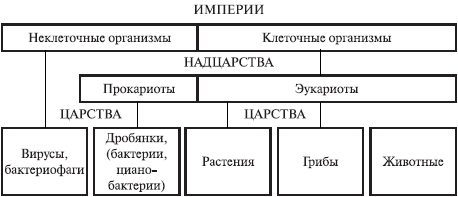 ИМПЕРИИ
Неклеточные организмы Клеточные организмы
НАДЦАРСТВА
Прокариоты Эукариоты
ЦАРСТВА ЦАРСТВА
Вирусы,
бактериофаги
Дробянки,
(бактерии,
циано-
бактерии)
Растения
Грибы
Животные